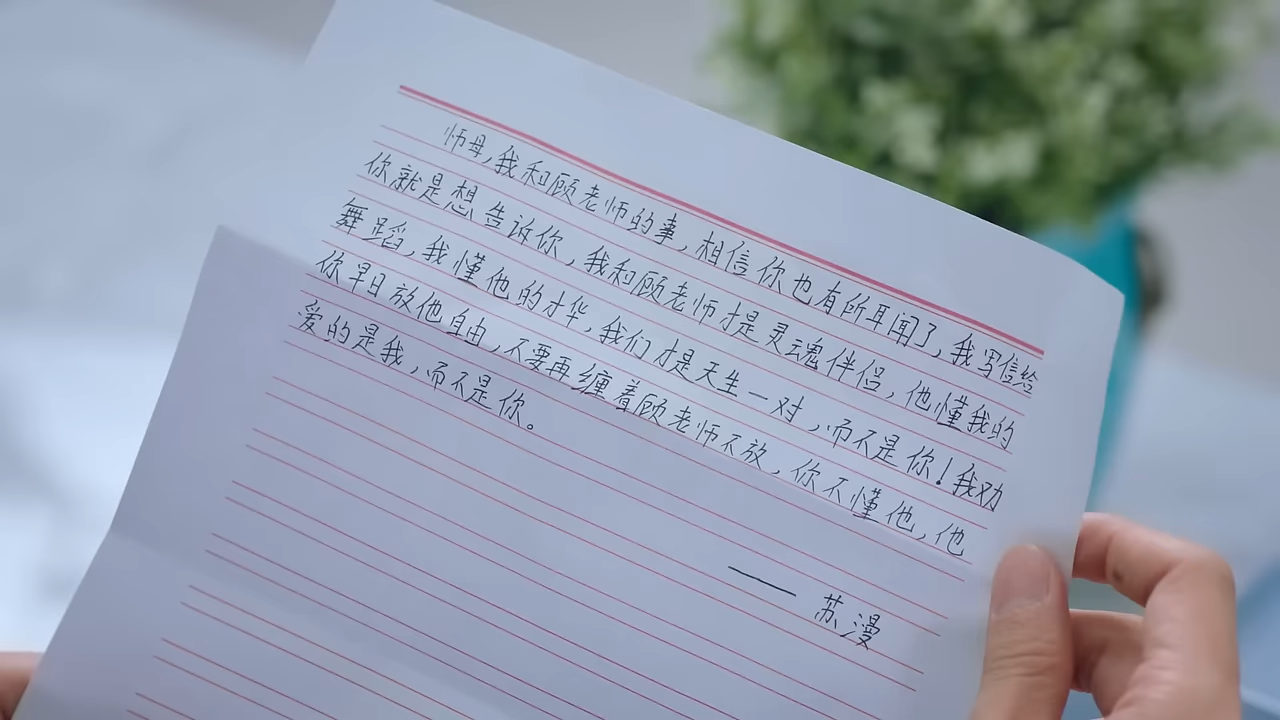 师母,我和顾老师的事,相信你也有所耳闻了,我写信给
你就是想告诉你,我和顾老师才是灵魂伴侣,他懂我的
舞蹈,我懂他的才华,我们才是天生一对,而不是你!我劝
你早日放他自由,不要再缠着顾老师不放,你不懂他,他
爱的是我,而不是你。
——苏漫